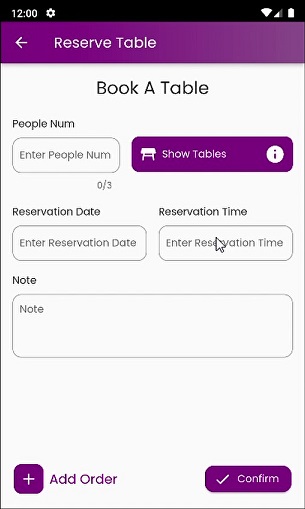 12:00
Reserve Table
Book A Table
People Num
Enter People Num
Show Tables
0/3
Reservation Date
Reservation Time
Enter Reservation Date
Enter Reservation Time
Note
Note
Add Order
Confirm